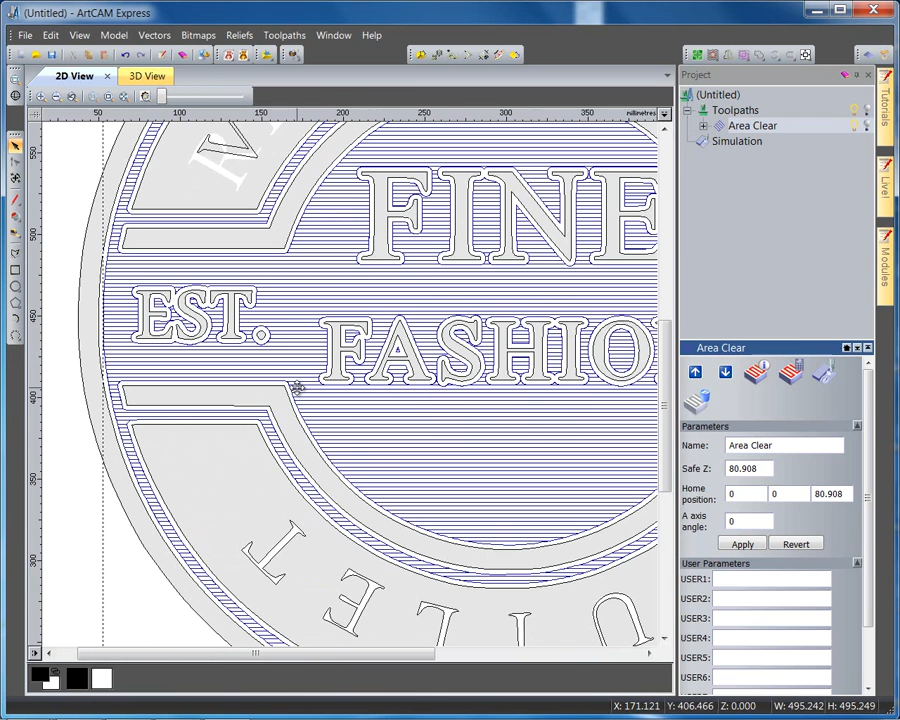 (Untitled) - ArtCAM Express
File Edit View Model Vectors Bitmaps Reliefs Toolpaths Window Help
2D View × 3D View
50 100 150 200 250 300 350 millimetres
550
500
450
400
350
300
FINE
EST.
FASHIO
T
E
L
I
U
Project
(Untitled)
Toolpaths
Area Clear
Simulation
Tutorials
Live!
Modules
Area Clear
Parameters
Name: Area Clear
Safe Z: 80.908
Home position: 0 0 80.908
A axis angle: 0
Apply Revert
User Parameters
USER1:
USER2:
USER3:
USER4:
USER5:
USER6:
X: 171.121 Y: 406.466 Z: 0.000 W: 495.242 H: 495.249